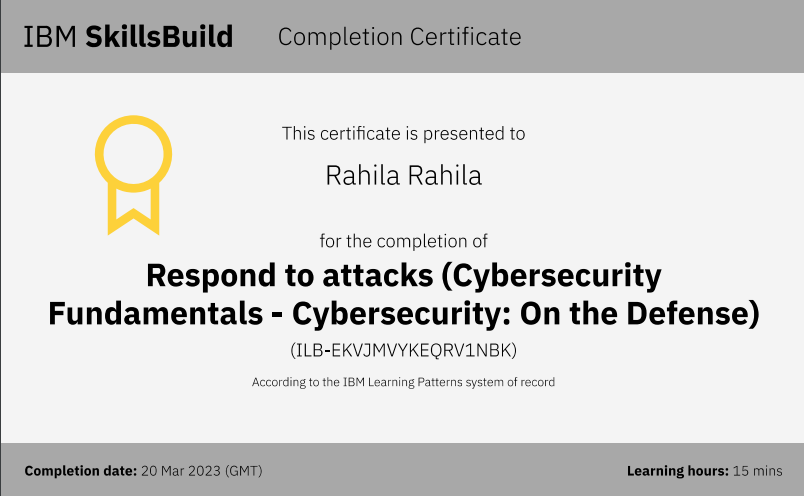 IBM SkillsBuild Completion Certificate
This certificate is presented to
Rahila Rahila
for the completion of
Respond to attacks (Cybersecurity
Fundamentals - Cybersecurity: On the Defense)
(ILB-EKVJMVYKEQRV1NBK)
According to the IBM Learning Patterns system of record
Completion date: 20 Mar 2023 (GMT) Learning hours: 15 mins